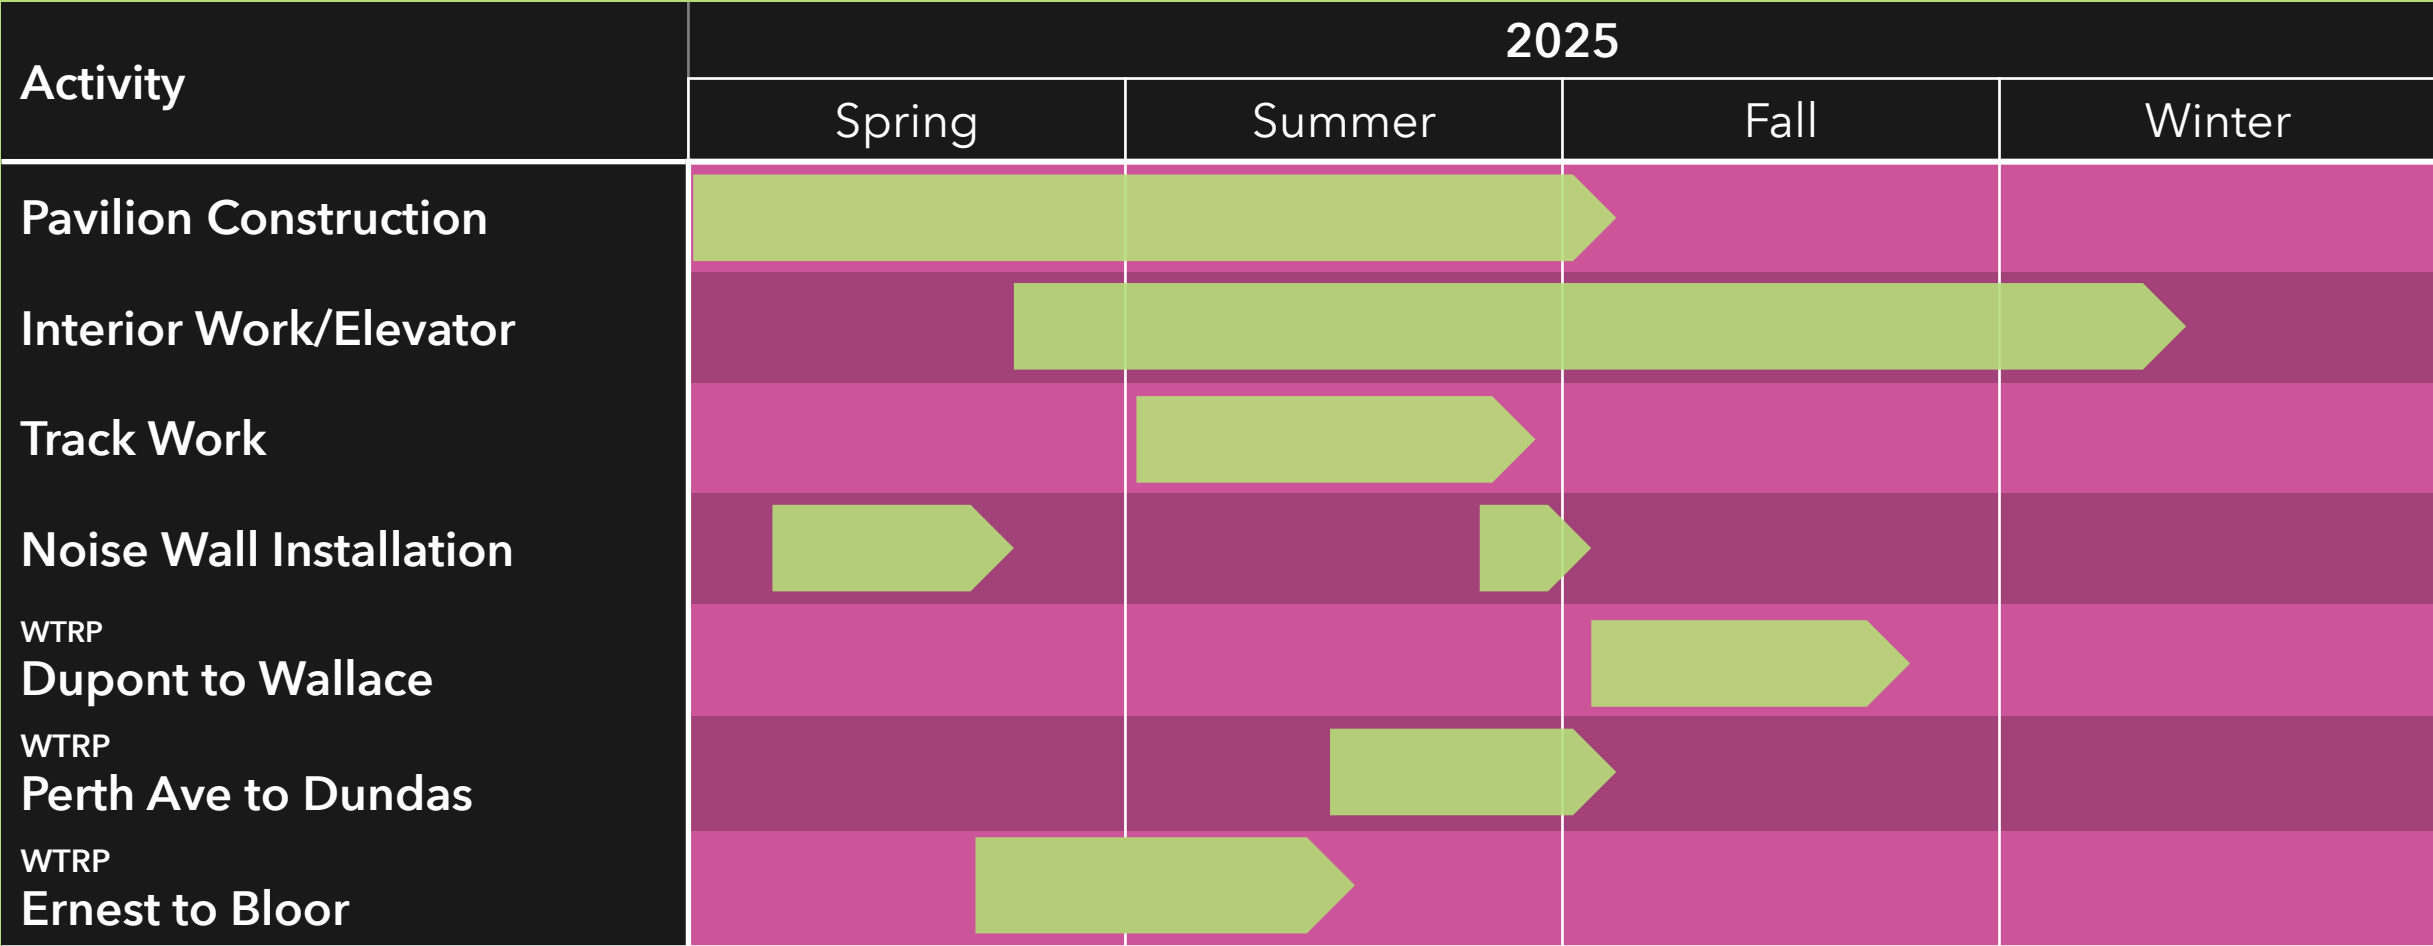 Activity
2025
Spring
Summer
Fall
Winter
Pavilion Construction
Interior Work/Elevator
Track Work
Noise Wall Installation
WTRP
Dupont to Wallace
WTRP
Perth Ave to Dundas
WTRP
Ernest to Bloor